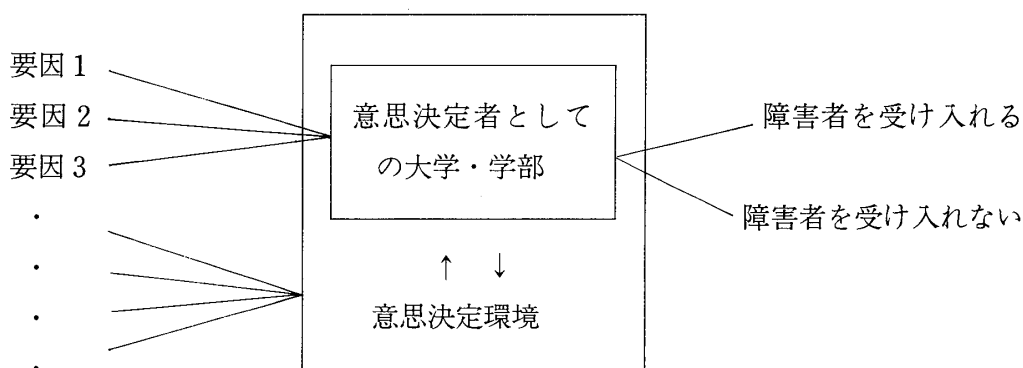 要因1
要因2
要因3
・
・
・
・
意思決定者として
の大学・学部
↑ ↓
意思決定環境
障害者を受け入れる
障害者を受け入れない